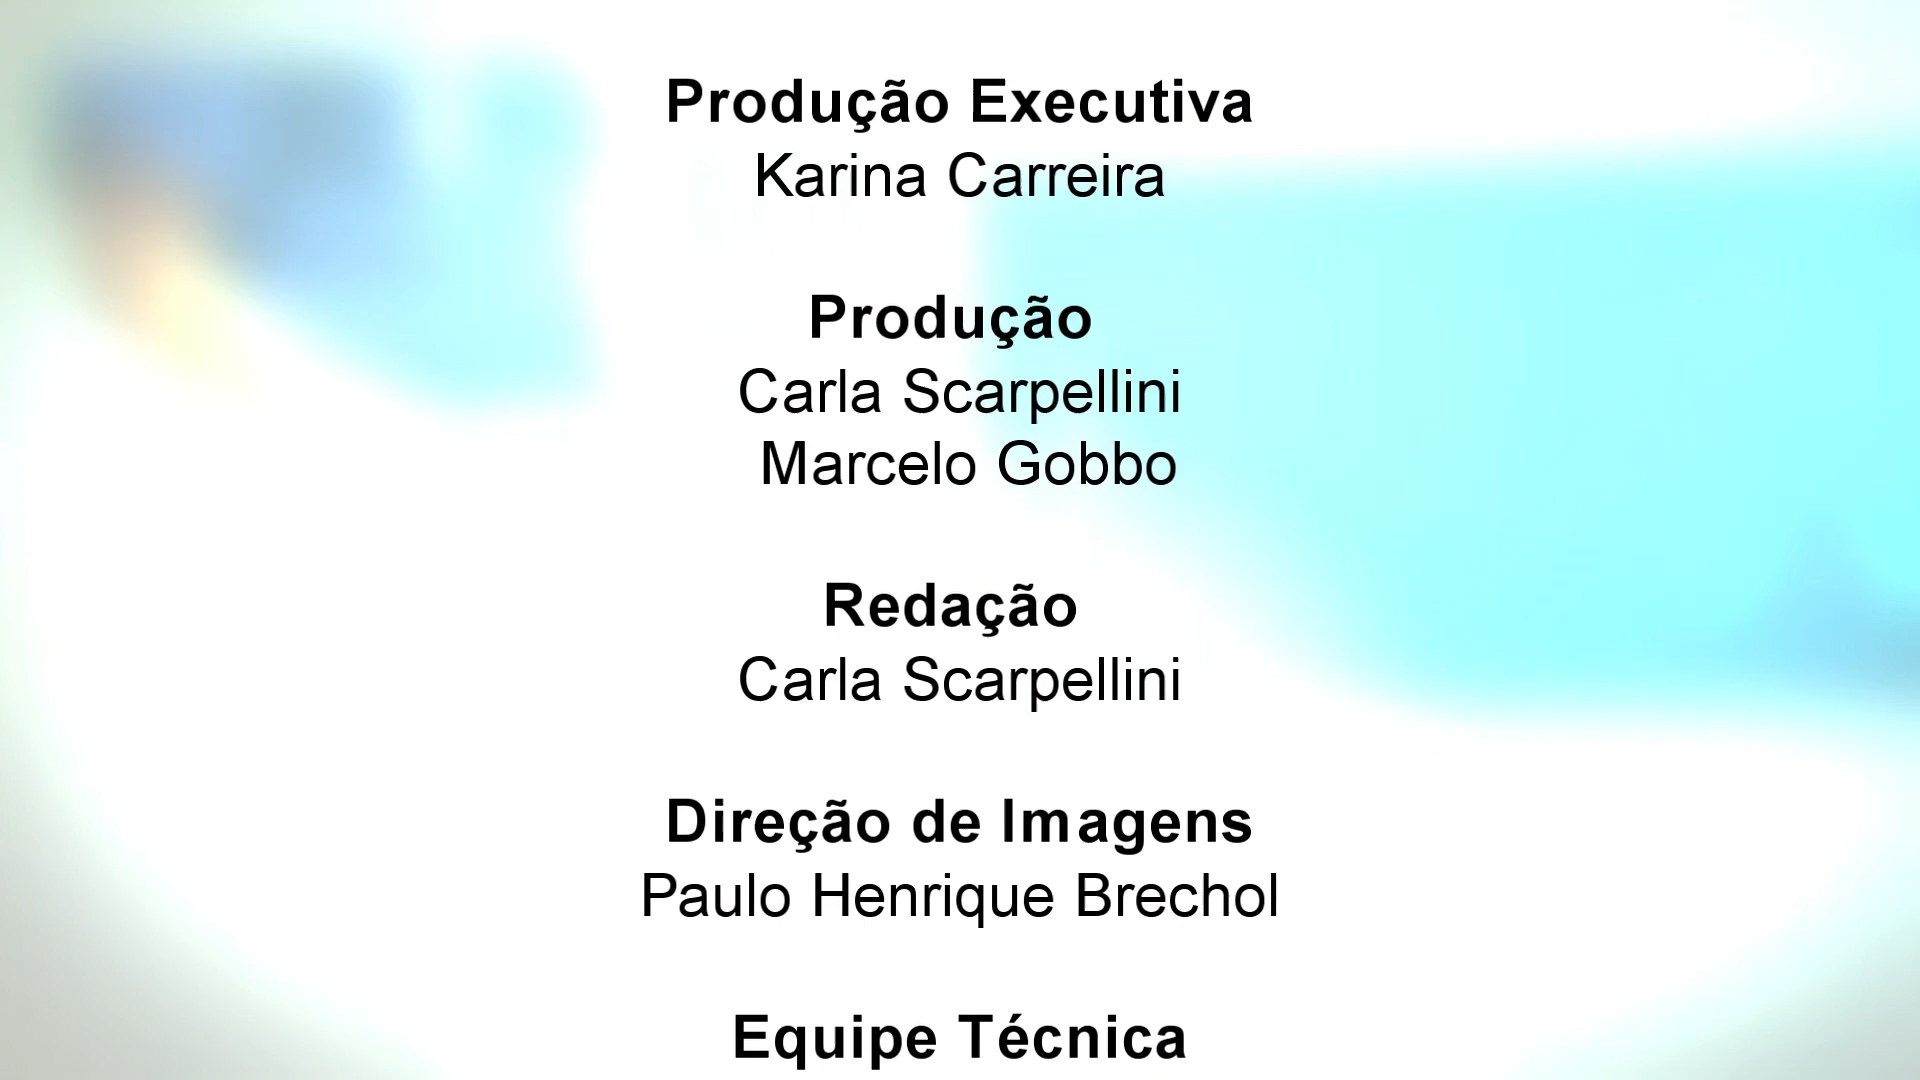 Produção Executiva
Karina Carreira
Produção
Carla Scarpellini
Marcelo Gobbo
Redação
Carla Scarpellini
Direção de Imagens
Paulo Henrique Brechol
Equipe Técnica